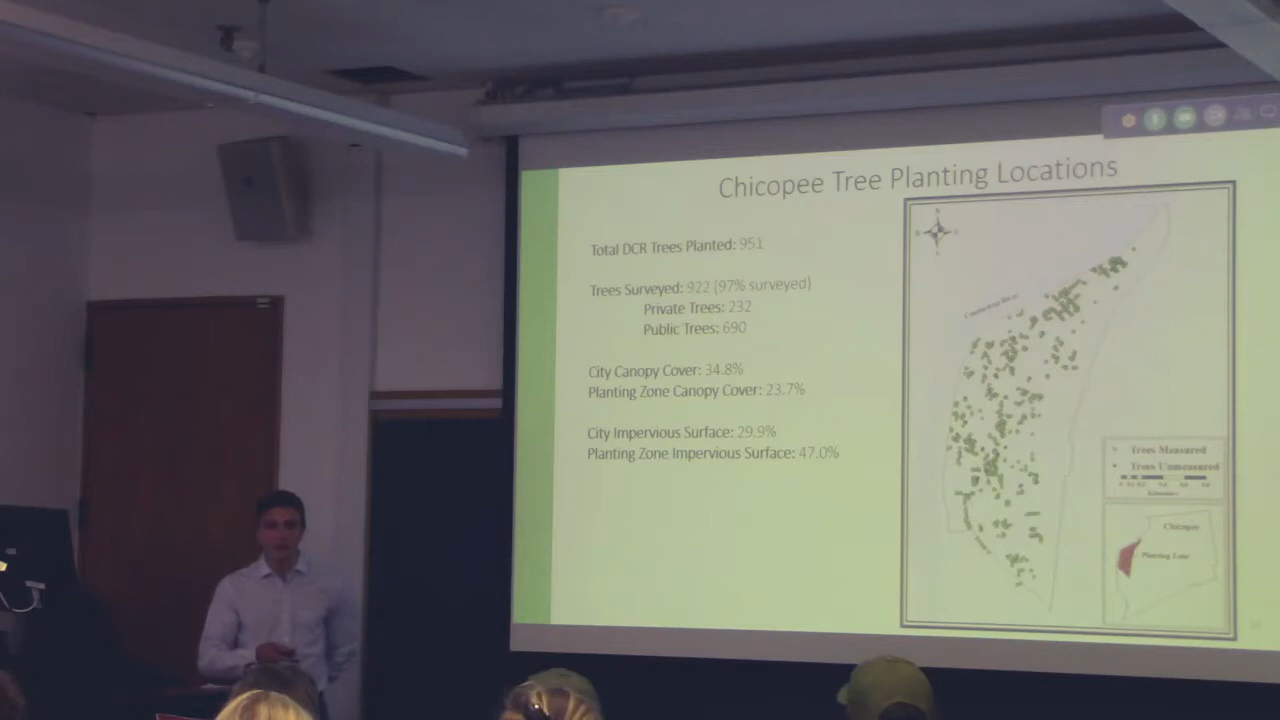 Chicopee Tree Planting Locations
Total DCR Trees Planted: 951
Trees Surveyed: 922 (97% surveyed)
Private Trees: 232
Public Trees: 690
City Canopy Cover: 34.8%
Planting Zone Canopy Cover: 23.7%
City Impervious Surface: 29.9%
Planting Zone Impervious Surface: 47.0%
Trees Measured
Trees Unmeasured
Kilometers
Chicopee
Planting Zone